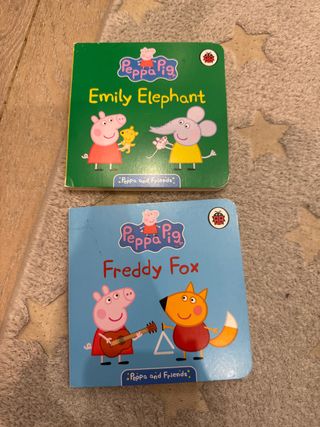 Peppa Pig
Emily Elephant
Peppa and Friends
Peppa Pig
Freddy Fox
Peppa and Friends